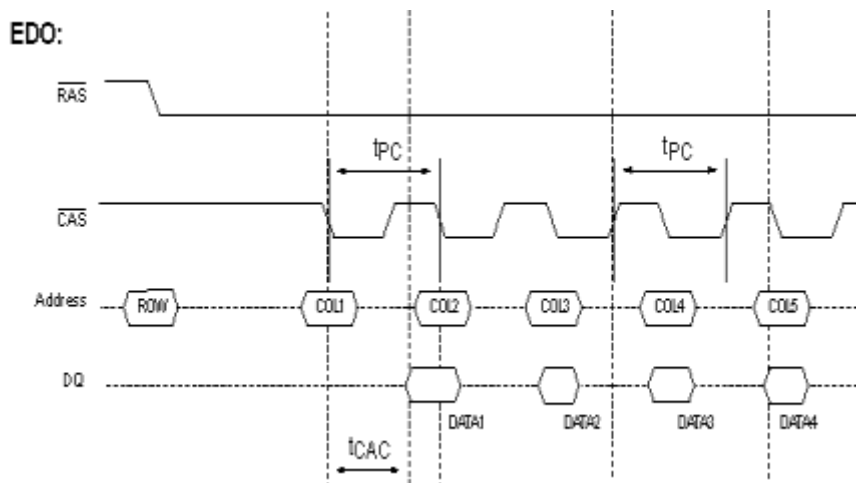 EDO:
RAS
tPC tPC
CAS
Address ROW COL1 COL2 COL3 COL4 COL5
DQ
DATA1 DATA2 DATA3 DATA4
tCAC